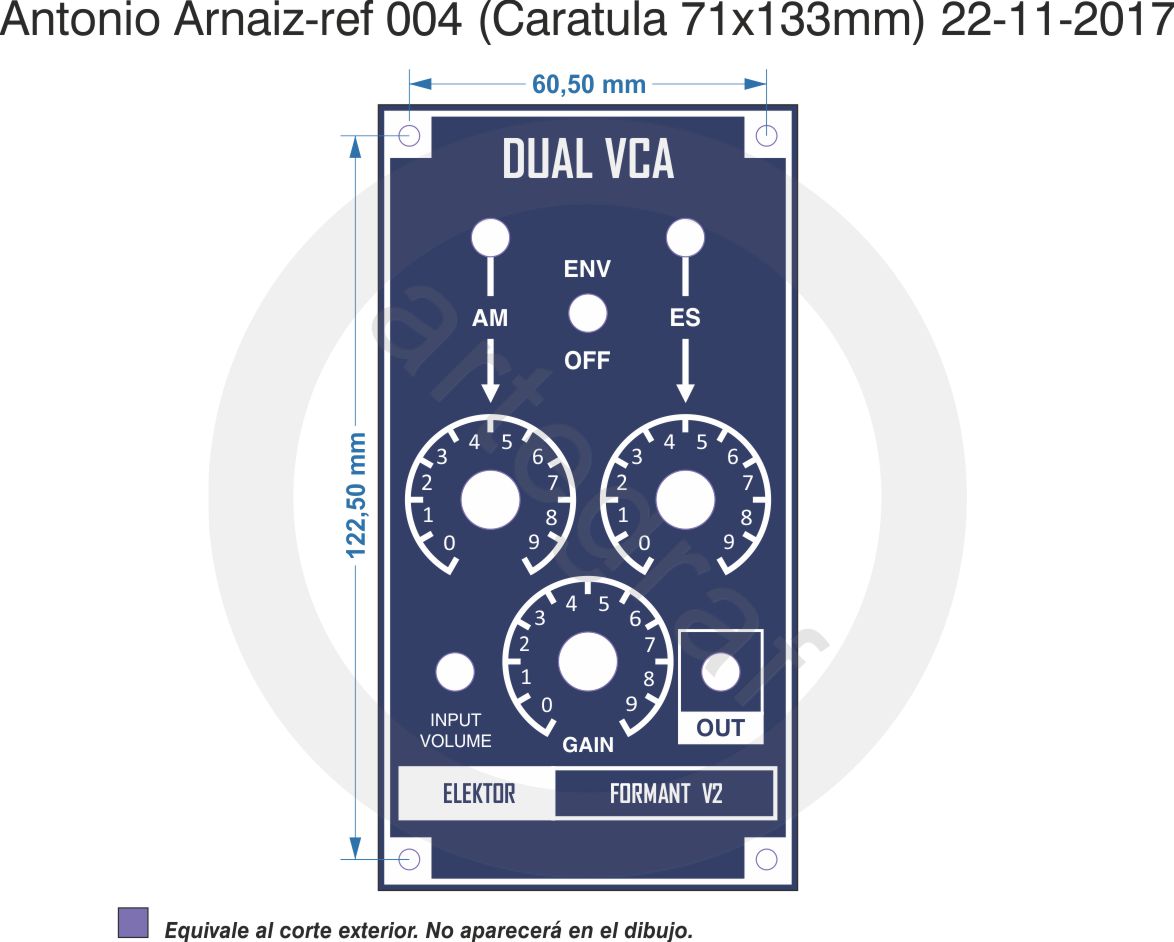 Antonio Arnaiz-ref 004 (Caratula 71x133mm) 22-11-2017
60,50 mm
122,50 mm
DUAL VCA
ENV
AM
ES
OFF
0 1 2 3 4 5 6 7 8 9
0 1 2 3 4 5 6 7 8 9
0 1 2 3 4 5 6 7 8 9
INPUT
VOLUME
GAIN
OUT
ELEKTOR
FORMANT V2
artograf
Equivale al corte exterior. No aparecerá en el dibujo.